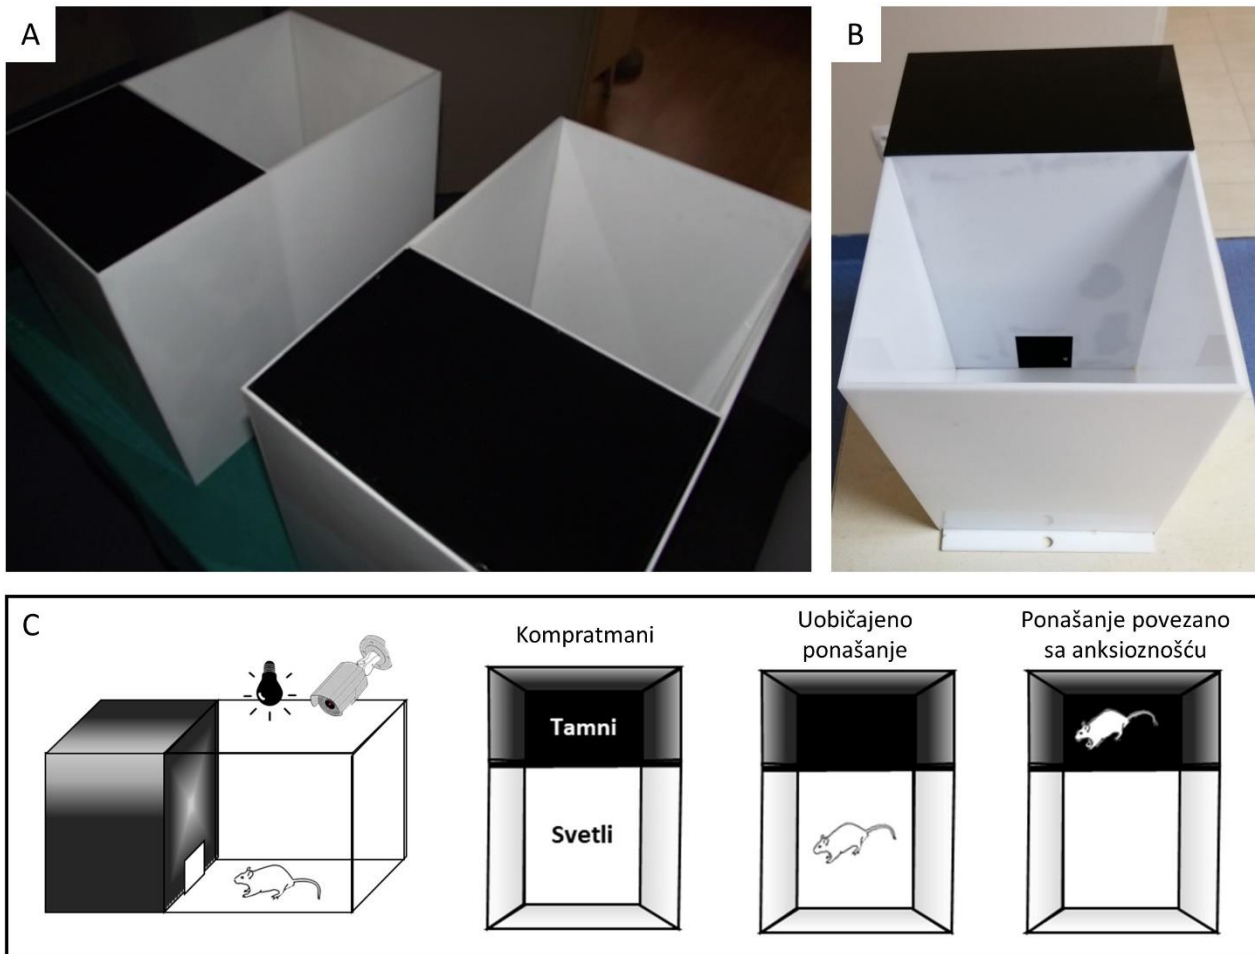 A
B
C
Kompratmani
Uobičajeno
ponašanje
Ponašanje povezano
sa anksioznošću
Tamni
Svetli